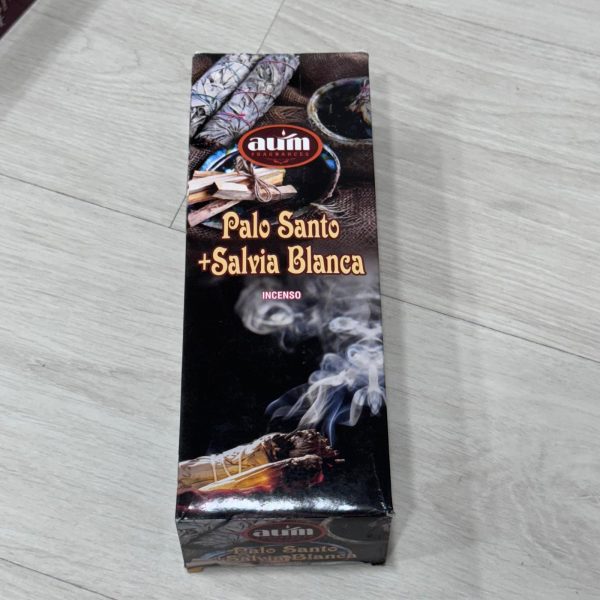 aum
FRAGRANCES
Palo Santo
+Salvia Blanca
INCENSO
aum
Palo Santo
+Salvia Blanca